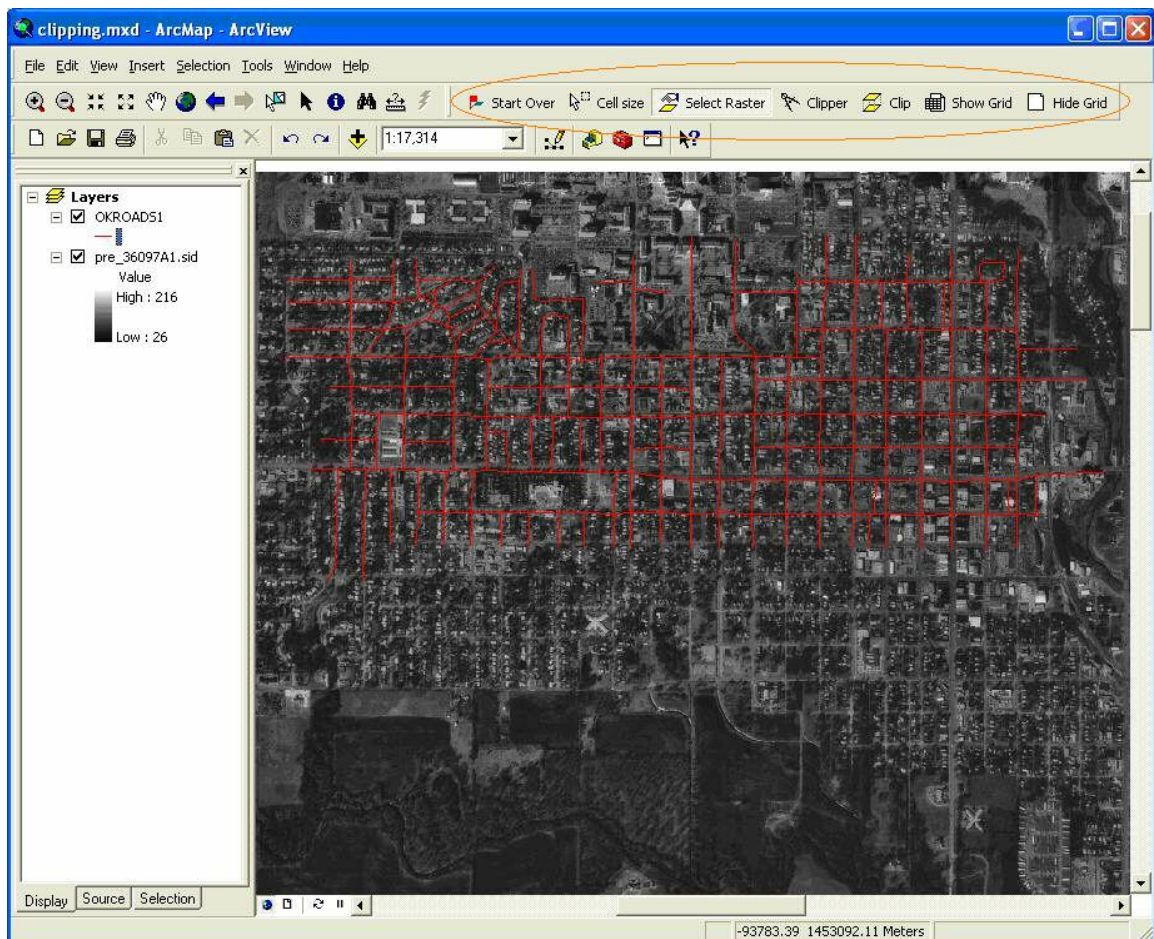 clipping.mxd - ArcMap - ArcView
File Edit View Insert Selection Tools Window Help
Start Over Cell size Select Raster Clipper Clip Show Grid Hide Grid
1:17,314
Layers
OKROADS1
pre_36097A1.sid
Value
High : 216
Low : 26
Display Source Selection
-93783.39 1453092.11 Meters